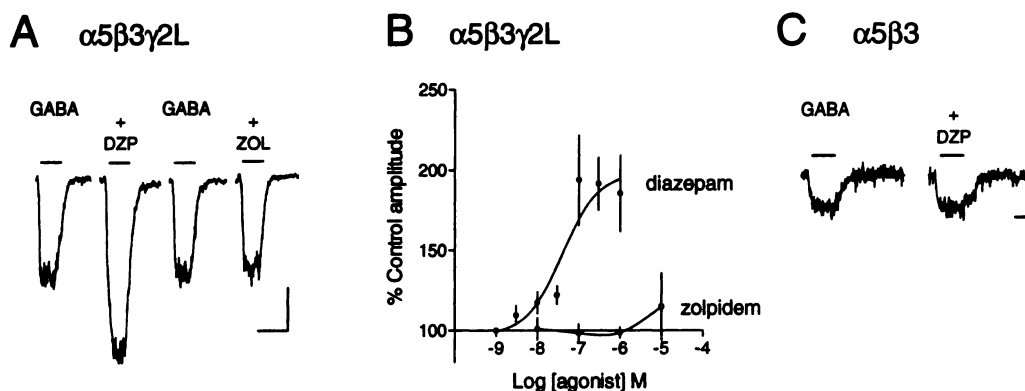 A α5β3γ2L
GABA + DZP GABA + ZOL
B α5β3γ2L
250
200
150
100
% Control amplitude
diazepam
zolpidem
-9 -8 -7 -6 -5 -4
Log [agonist] M
C α5β3
GABA + DZP